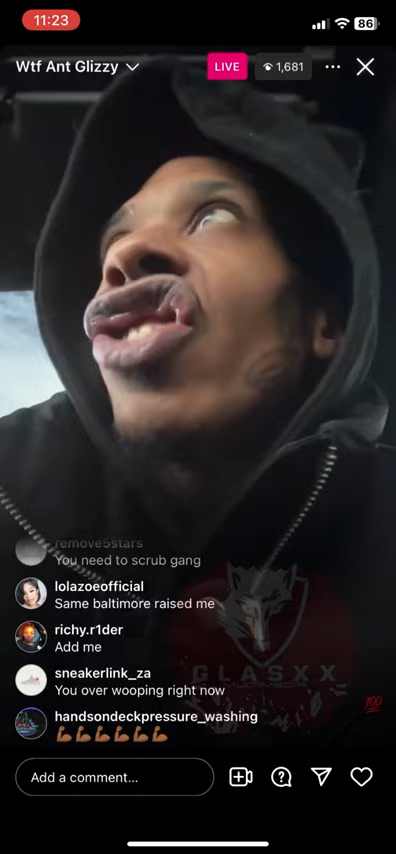 11:23
86
Wtf Ant Glizzy
LIVE
1,681
remove5stars
You need to scrub gang
lolazoeofficial
Same baltimore raised me
richy.r1der
Add me
sneakerlink_za
You over wooping right now
handsondeckpressure_washing
💪🏾💪🏾💪🏾💪🏾💪🏾💪🏾
GLASXX
💯
Add a comment...